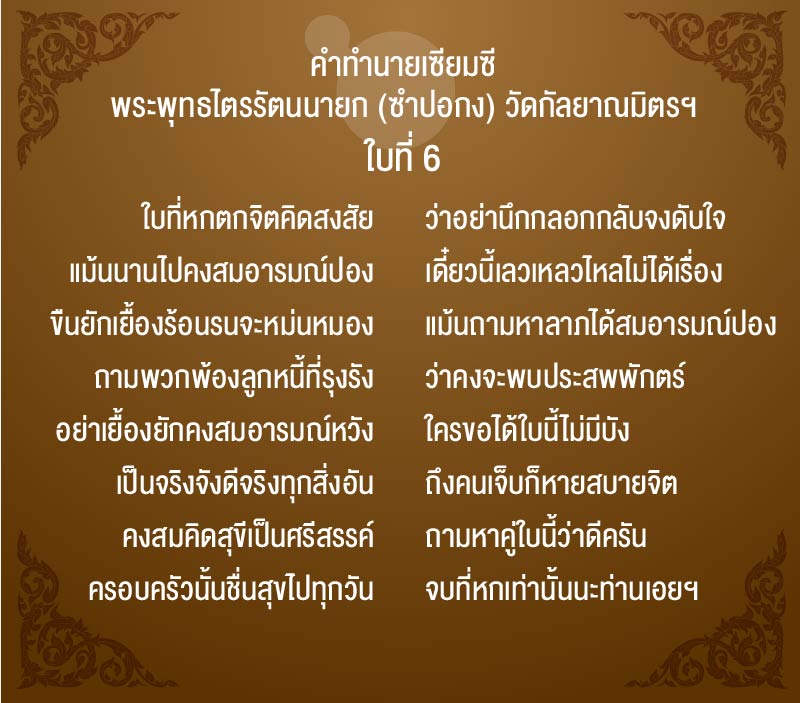 คำทำนายเซียมซี
พระพุทธไตรรัตนนายก (ซำปอกง) วัดกัลยาณมิตรฯ
ใบที่ 6
ใบที่หกตกจิตคิดสงสัย ว่าอย่านึกกลอกกลับจงดับใจ
แม้นนานไปคงสมอารมณ์ปอง เดี๋ยวนี้เลวเหลวไหลไม่ได้เรื่อง
ขืนยักเยื้องร้อนรนจะหม่นหมอง แม้นถามหาลาภได้สมอารมณ์ปอง
ถามพวกพ้องลูกหนี้ที่รุงรัง ว่าคงจะพบประสพพักตร์
อย่าเยื้องยักคงสมอารมณ์หวัง ใครขอได้ใบนี้ไม่มีบัง
เป็นจริงจังดีจริงทุกสิ่งอัน ถึงคนเจ็บก็หายสบายจิต
คงสมคิดสุขีเป็นศรีสรรค์ ถามหาคู่ใบนี้ว่าดีครัน
ครอบครัวนั้นชื่นสุขไปทุกวัน จบที่หกเท่านั้นนะท่านเอยฯ